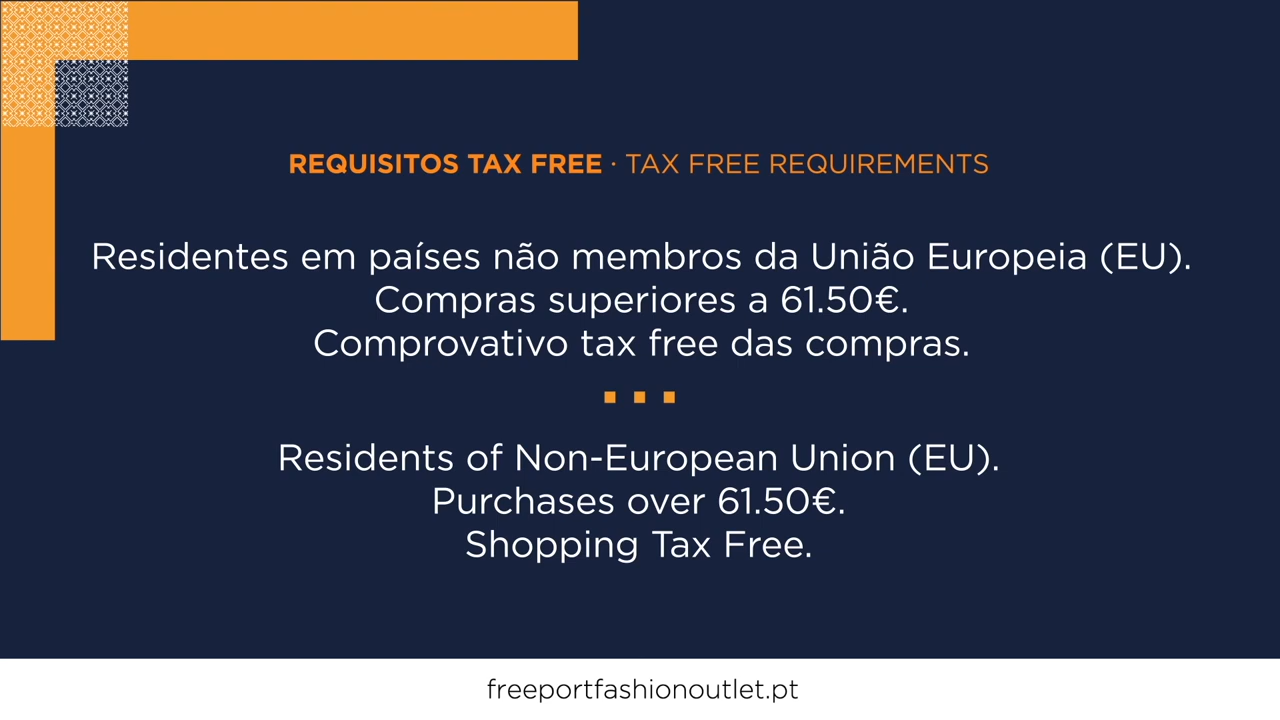 REQUISITOS TAX FREE · TAX FREE REQUIREMENTS
Residentes em países não membros da União Europeia (EU).
Compras superiores a 61.50€.
Comprovativo tax free das compras.
Residents of Non-European Union (EU).
Purchases over 61.50€.
Shopping Tax Free.
freeportfashionoutlet.pt